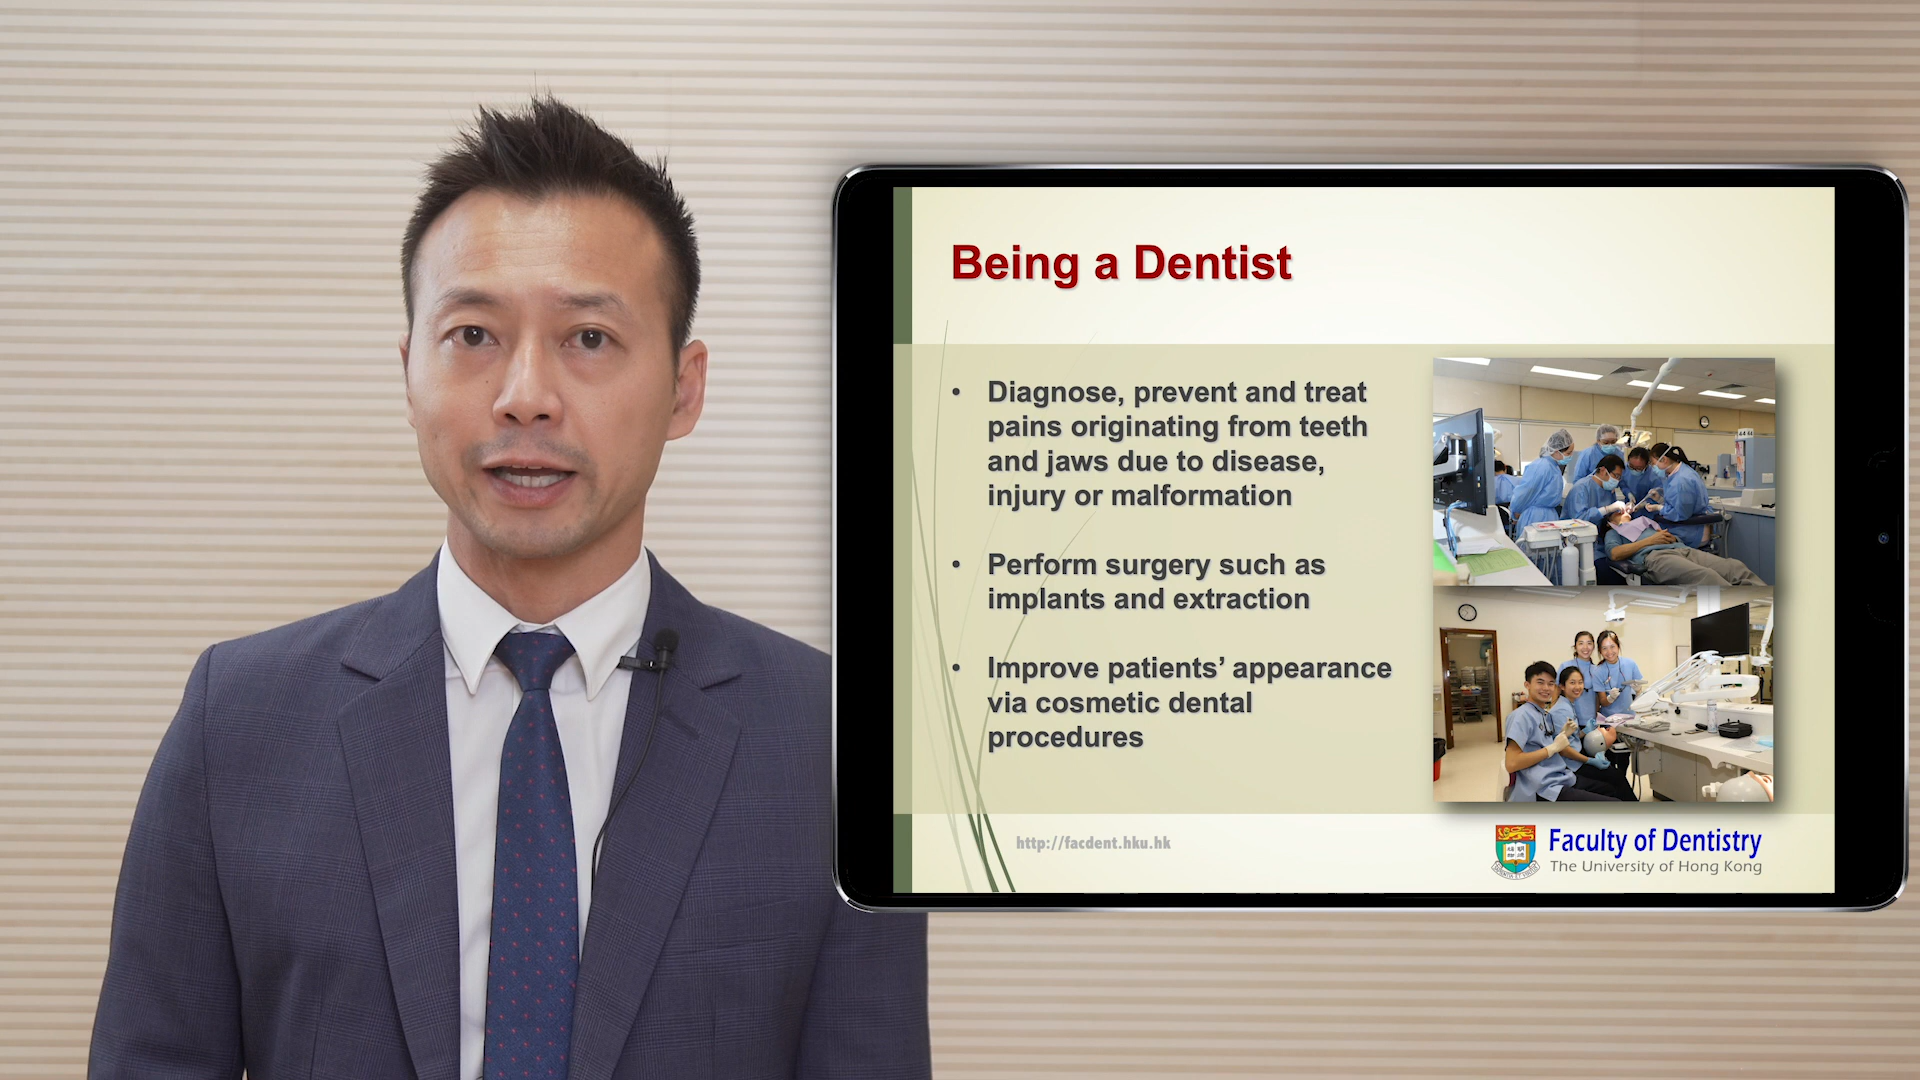 Being a Dentist
• Diagnose, prevent and treat
pains originating from teeth
and jaws due to disease,
injury or malformation
• Perform surgery such as
implants and extraction
• Improve patients’ appearance
via cosmetic dental
procedures
http://facdent.hku.hk
Faculty of Dentistry
The University of Hong Kong